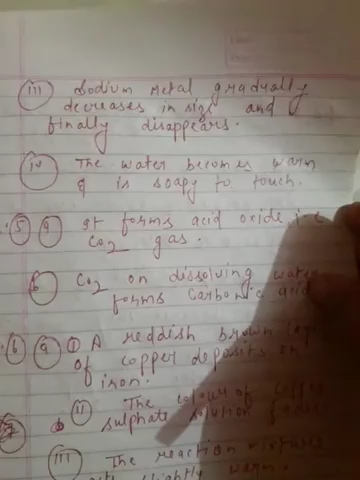 (iii) Sodium Metal gradually
decreases in size and
finally disappears.
(iv) The water becomes warm
& is soapy to touch.
(5) (a) It forms acid oxide i.e
CO2 gas.
(b) CO2 on dissolving water
forms Carbonic acid
(6) (a) (i) A reddish brown
of copper deposits on
iron.
(ii) The colour of
sulphate solution
(iii) The reaction mixture
slightly warm.